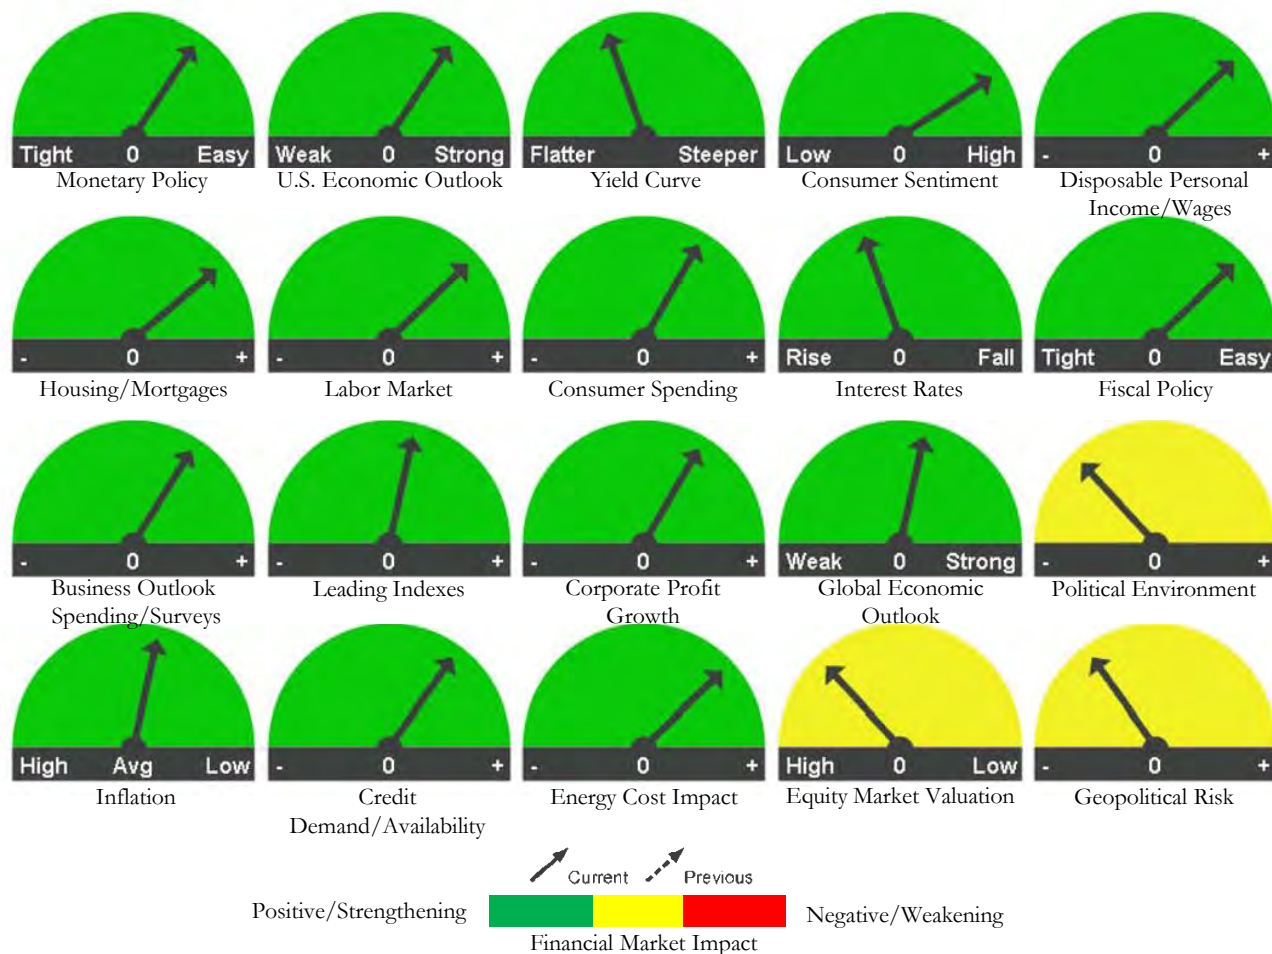 Tight 0 Easy
Weak 0 Strong
Flatter Steeper
Low 0 High
- 0 +
Monetary Policy
U.S. Economic Outlook
Yield Curve
Consumer Sentiment
Disposable Personal
Income/Wages
- 0 +
- 0 +
- 0 +
Rise 0 Fall
Tight 0 Easy
Housing/Mortgages
Labor Market
Consumer Spending
Interest Rates
Fiscal Policy
- 0 +
- 0 +
- 0 +
Weak 0 Strong
- 0 +
Business Outlook
Spending/Surveys
Leading Indexes
Corporate Profit
Growth
Global Economic
Outlook
Political Environment
High Avg Low
- 0 +
- 0 +
High 0 Low
- 0 +
Inflation
Credit
Demand/Availability
Energy Cost Impact
Equity Market Valuation
Geopolitical Risk
Current Previous
Positive/Strengthening
Negative/Weakening
Financial Market Impact